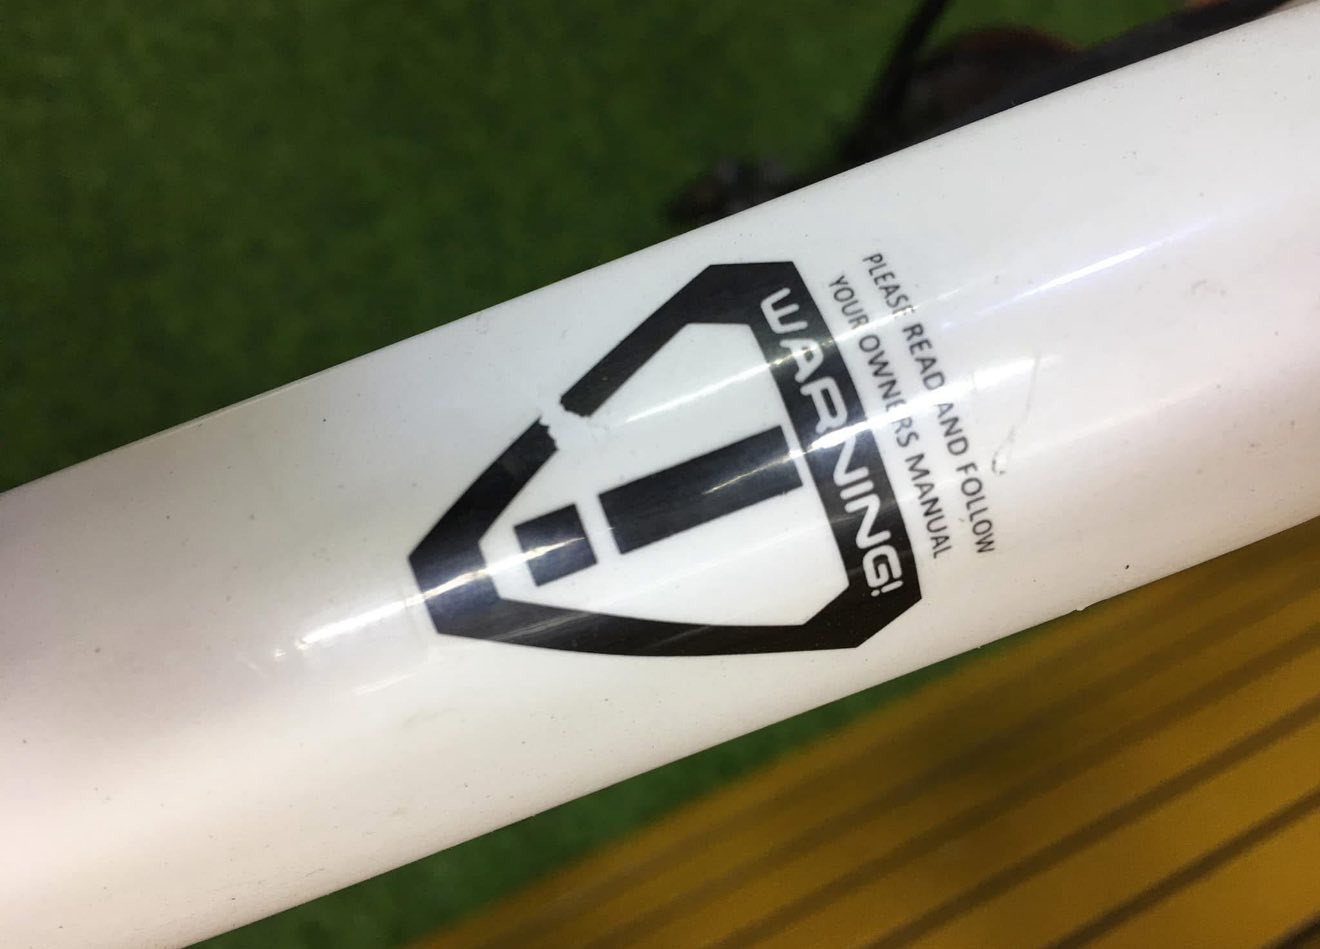 PLEASE READ AND FOLLOW
YOUR OWNERS MANUAL
WARNING!